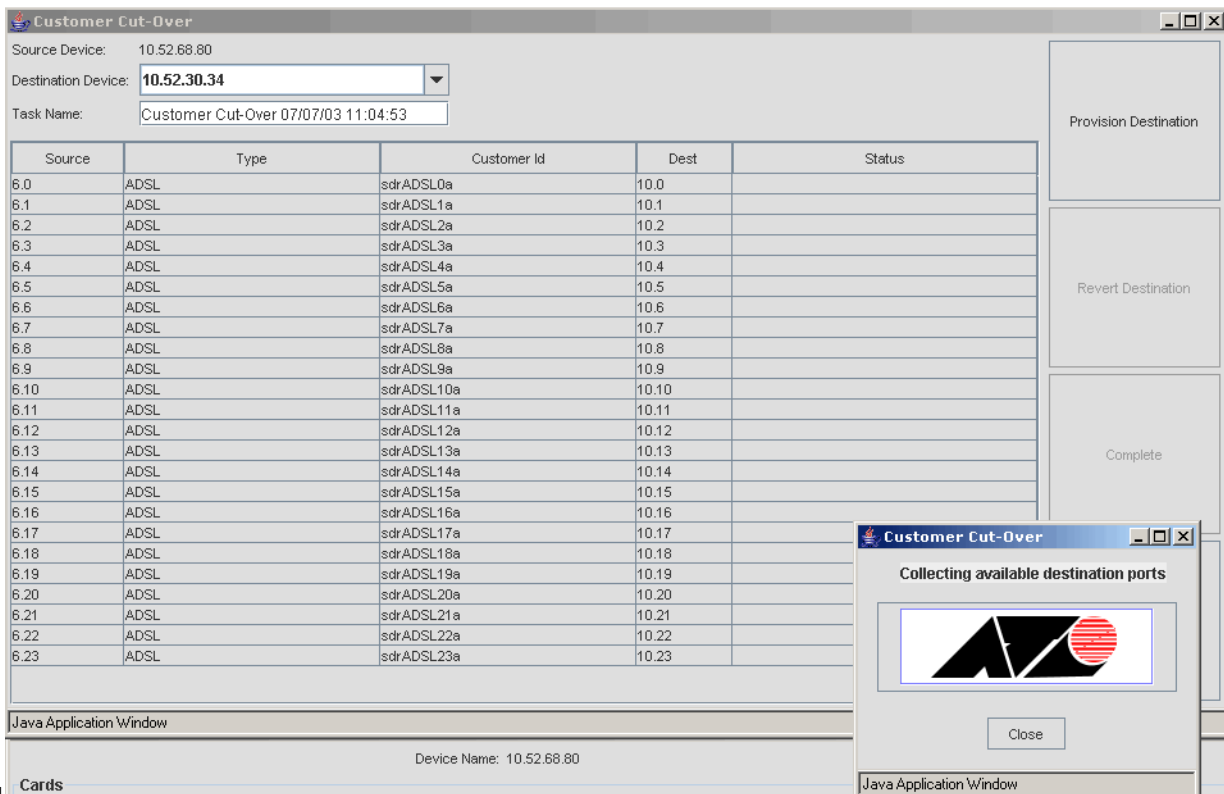 Customer Cut-Over
Source Device: 10.52.68.80
Destination Device: 10.52.30.34
Task Name: Customer Cut-Over 07/07/03 11:04:53
Provision Destination
Source Type Customer Id Dest Status
6.0 ADSL sdrADSL0a 10.0
6.1 ADSL sdrADSL1a 10.1
6.2 ADSL sdrADSL2a 10.2
6.3 ADSL sdrADSL3a 10.3
6.4 ADSL sdrADSL4a 10.4
6.5 ADSL sdrADSL5a 10.5
Revert Destination
6.6 ADSL sdrADSL6a 10.6
6.7 ADSL sdrADSL7a 10.7
6.8 ADSL sdrADSL8a 10.8
6.9 ADSL sdrADSL9a 10.9
6.10 ADSL sdrADSL10a 10.10
6.11 ADSL sdrADSL11a 10.11
6.12 ADSL sdrADSL12a 10.12
6.13 ADSL sdrADSL13a 10.13
Complete
6.14 ADSL sdrADSL14a 10.14
6.15 ADSL sdrADSL15a 10.15
6.16 ADSL sdrADSL16a 10.16
6.17 ADSL sdrADSL17a 10.17
6.18 ADSL sdrADSL18a 10.18
6.19 ADSL sdrADSL19a 10.19
6.20 ADSL sdrADSL20a 10.20
6.21 ADSL sdrADSL21a 10.21
6.22 ADSL sdrADSL22a 10.22
6.23 ADSL sdrADSL23a 10.23
Java Application Window
Device Name: 10.52.68.80
Cards
Customer Cut-Over
Collecting available destination ports
Close
Java Application Window